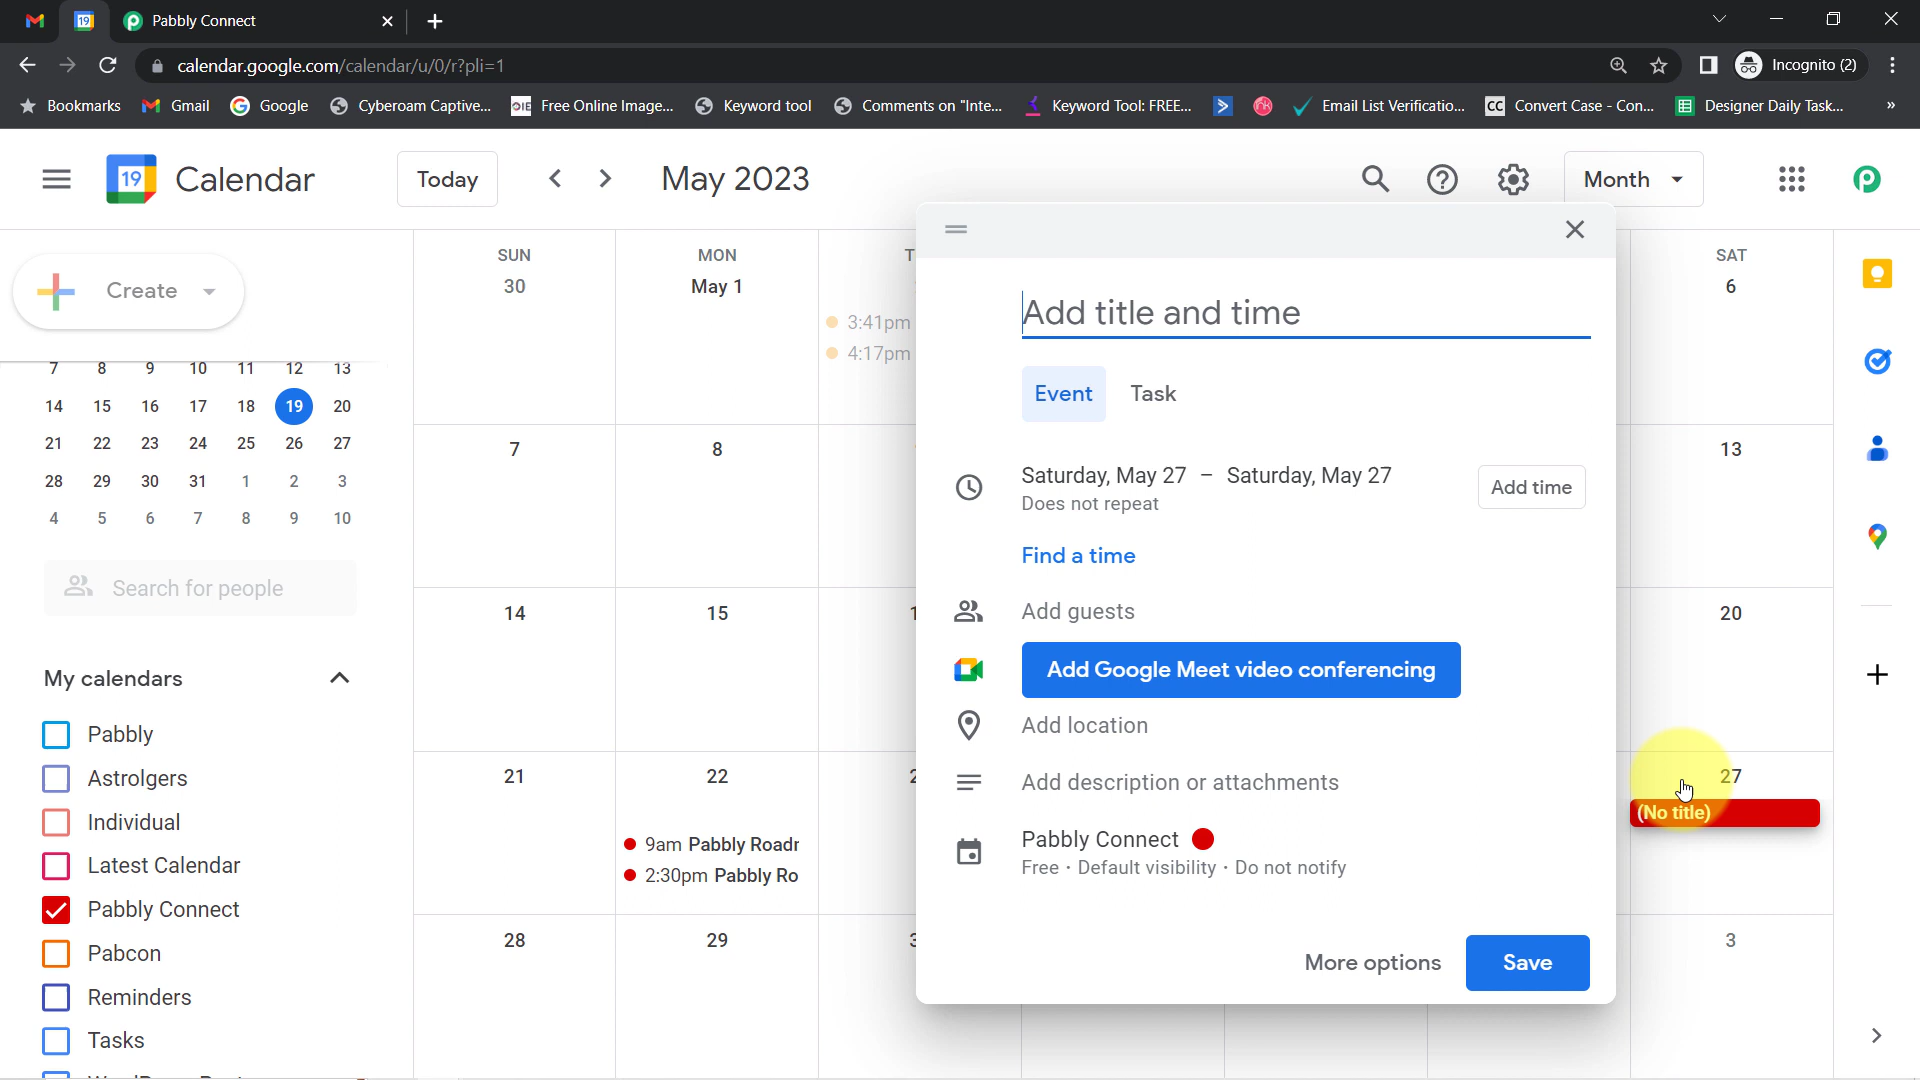 19
Pabbly Connect
calendar.google.com/calendar/u/0/r?pli=1
Incognito (2)
Bookmarks
Gmail
Google
Cyberoam Captive...
Free Online Image...
Keyword tool
Comments on "Inte...
Keyword Tool: FREE...
Email List Verificatio...
CC
Convert Case - Con...
Designer Daily Task...
»
19
Calendar
Today
May 2023
Month
Create
7 8 9 10 11 12 13
14 15 16 17 18 19 20
21 22 23 24 25 26 27
28 29 30 31 1 2 3
4 5 6 7 8 9 10
Search for people
My calendars
Pabbly
Astrolgers
Individual
Latest Calendar
Pabbly Connect
Pabcon
Reminders
Tasks
SUN
MON
T
SAT
30
May 1
6
3:41pm
4:17pm
7
8
13
14
15
1
20
21
22
2
27
9am Pabbly Roadr
2:30pm Pabbly Ro
(No title)
28
29
3
3
Add title and time
Event
Task
Saturday, May 27 – Saturday, May 27
Does not repeat
Add time
Find a time
Add guests
Add Google Meet video conferencing
Add location
Add description or attachments
Pabbly Connect
Free · Default visibility · Do not notify
More options
Save